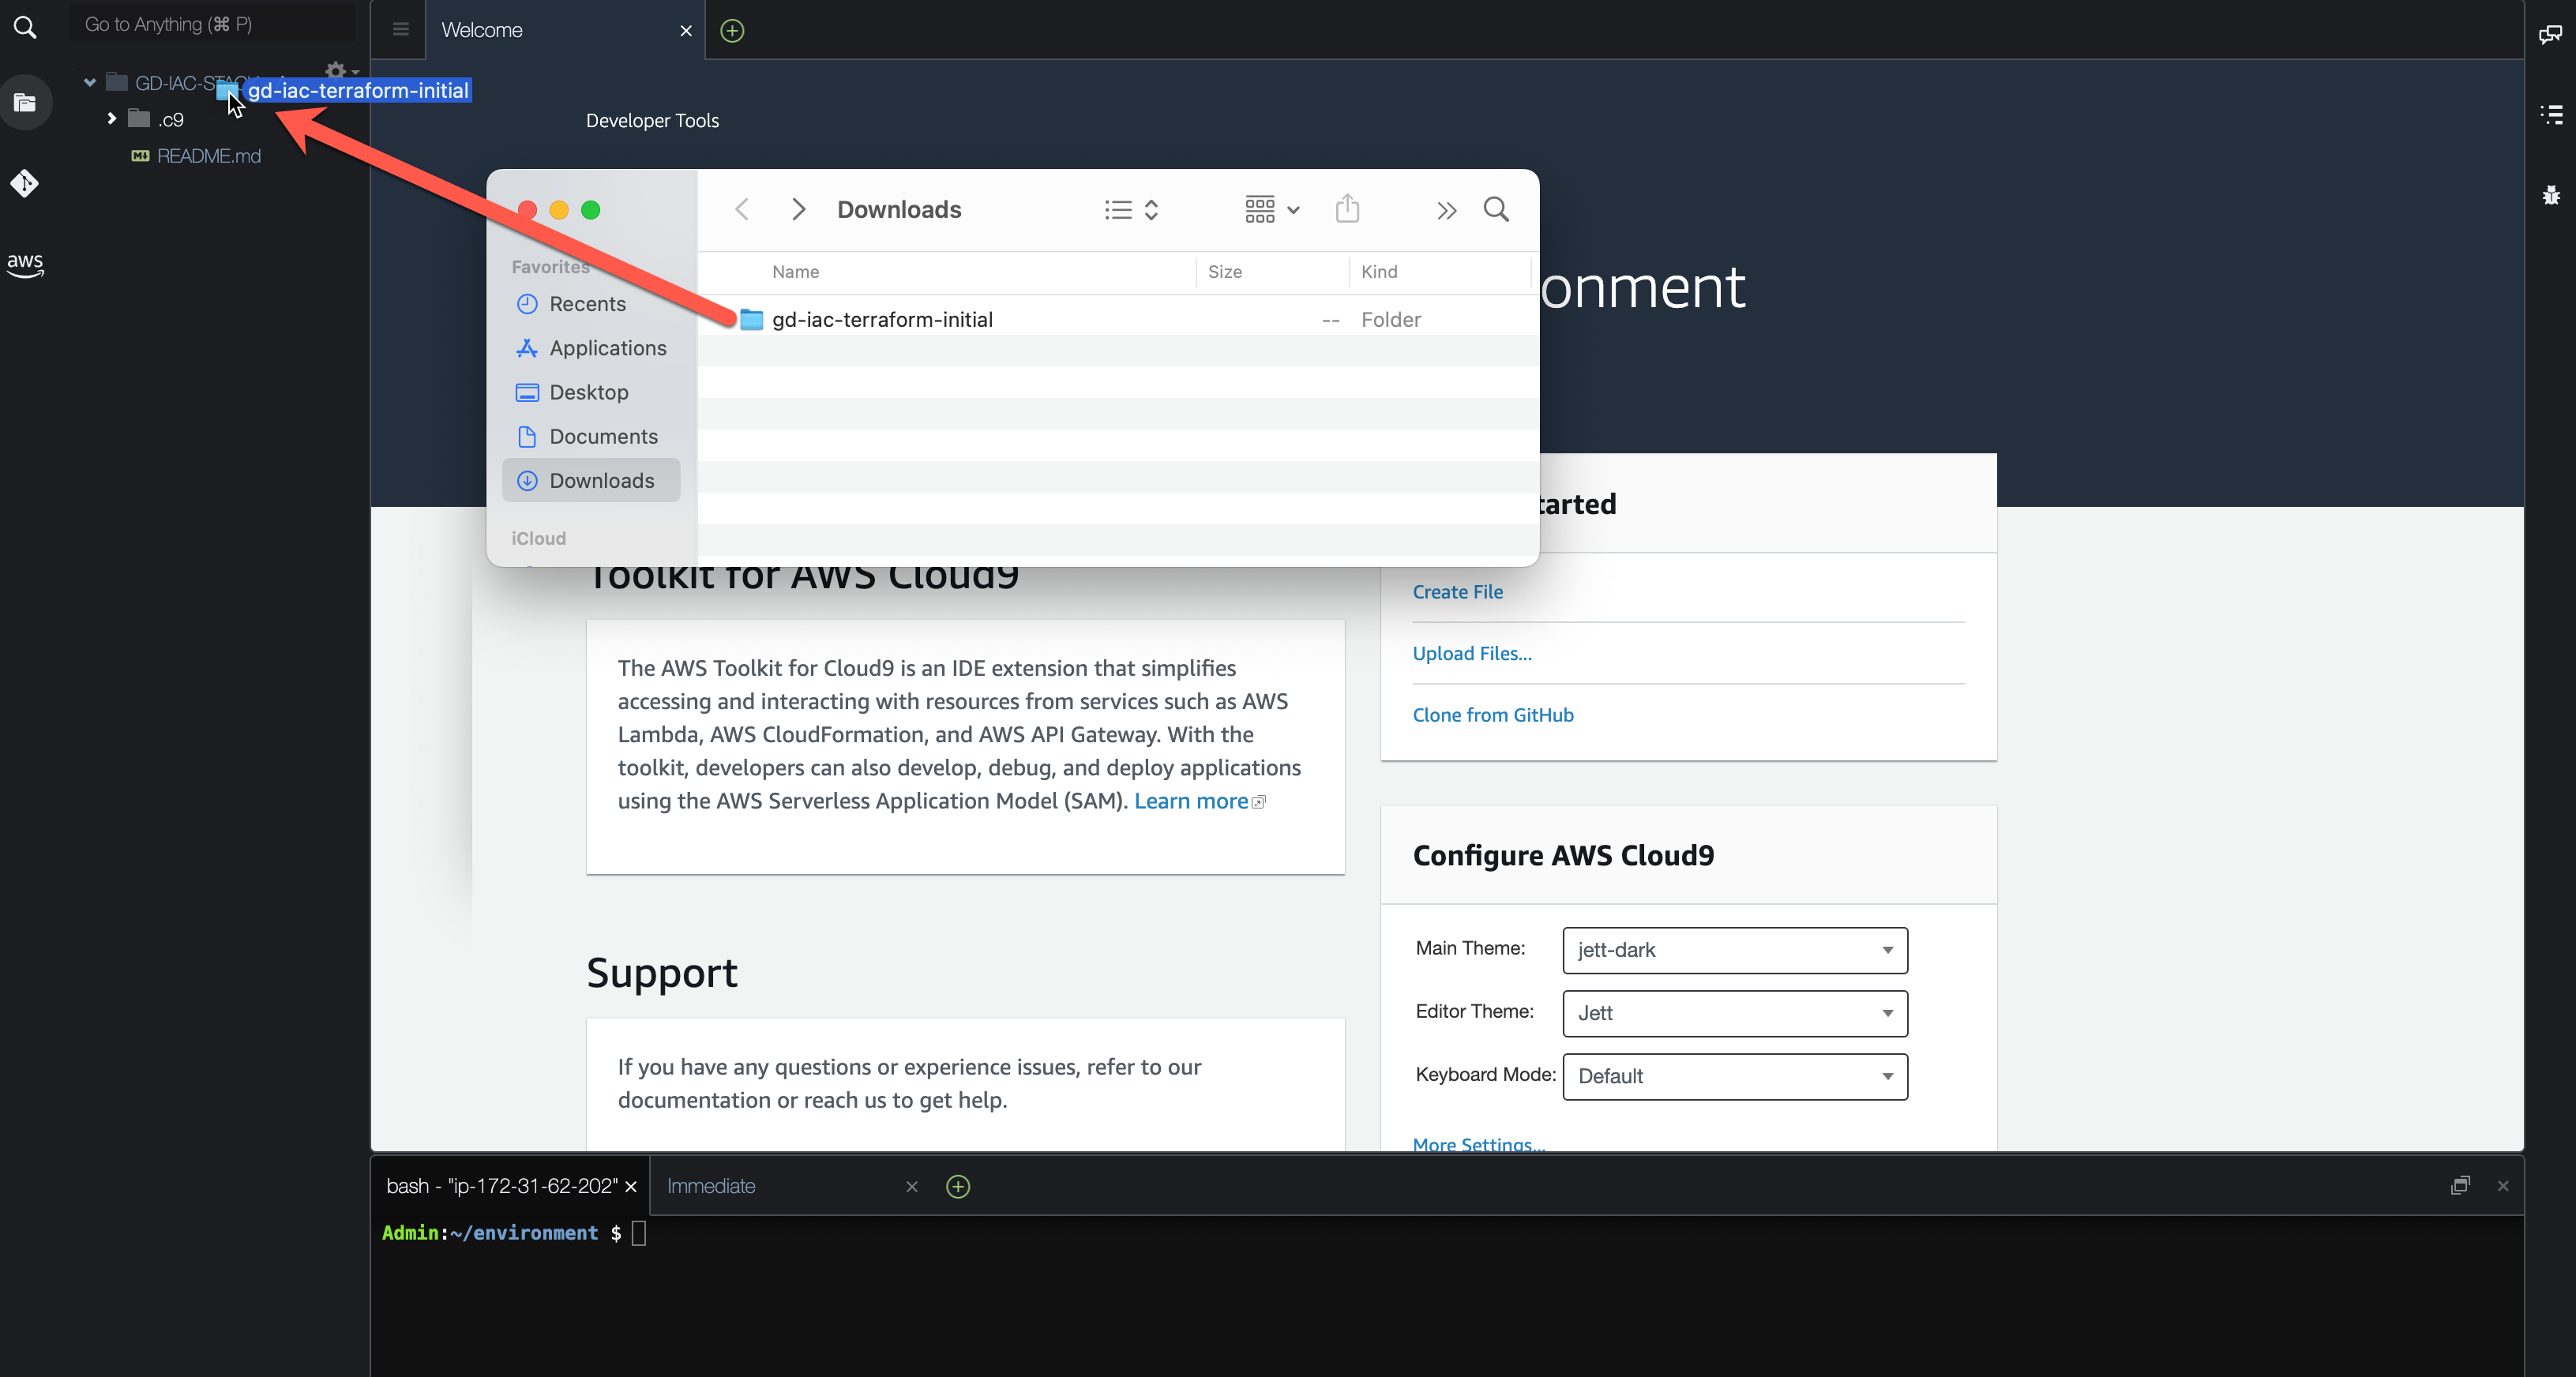 Go to Anything (⌘ P)
GD-IAC-STACK
gd-iac-terraform-initial
.c9
README.md
aws
Welcome
Developer Tools
onment
Downloads
Favorites
Recents
Applications
Desktop
Documents
Downloads
iCloud
Name Size Kind
gd-iac-terraform-initial -- Folder
Toolkit for AWS Cloud9
The AWS Toolkit for Cloud9 is an IDE extension that simplifies
accessing and interacting with resources from services such as AWS
Lambda, AWS CloudFormation, and AWS API Gateway. With the
toolkit, developers can also develop, debug, and deploy applications
using the AWS Serverless Application Model (SAM). Learn more
Support
If you have any questions or experience issues, refer to our
documentation or reach us to get help.
tarted
Create File
Upload Files...
Clone from GitHub
Configure AWS Cloud9
Main Theme: jett-dark
Editor Theme: Jett
Keyboard Mode: Default
More Settings...
bash - "ip-172-31-62-202" Immediate
Admin:~/environment $